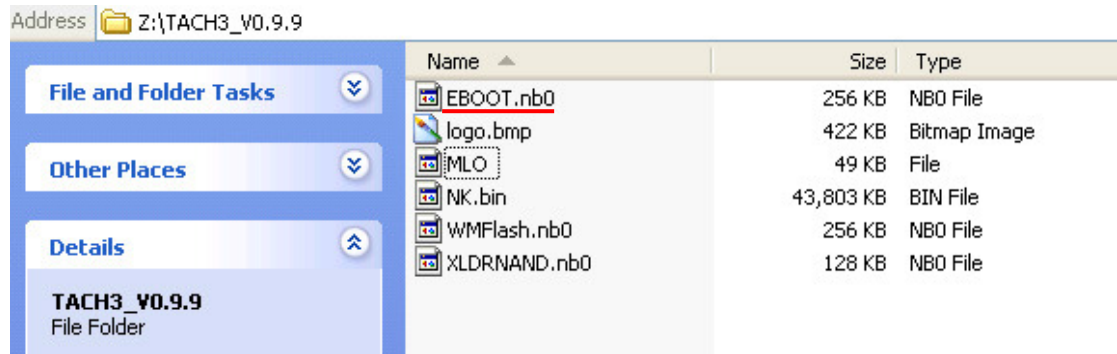 Address Z:\TACH3_V0.9.9
Name Size Type
File and Folder Tasks
Other Places
Details
TACH3_V0.9.9
File Folder
EBOOT.nb0 256 KB NB0 File
logo.bmp 422 KB Bitmap Image
MLO 49 KB File
NK.bin 43,803 KB BIN File
WMFlash.nb0 256 KB NB0 File
XLDRNAND.nb0 128 KB NB0 File